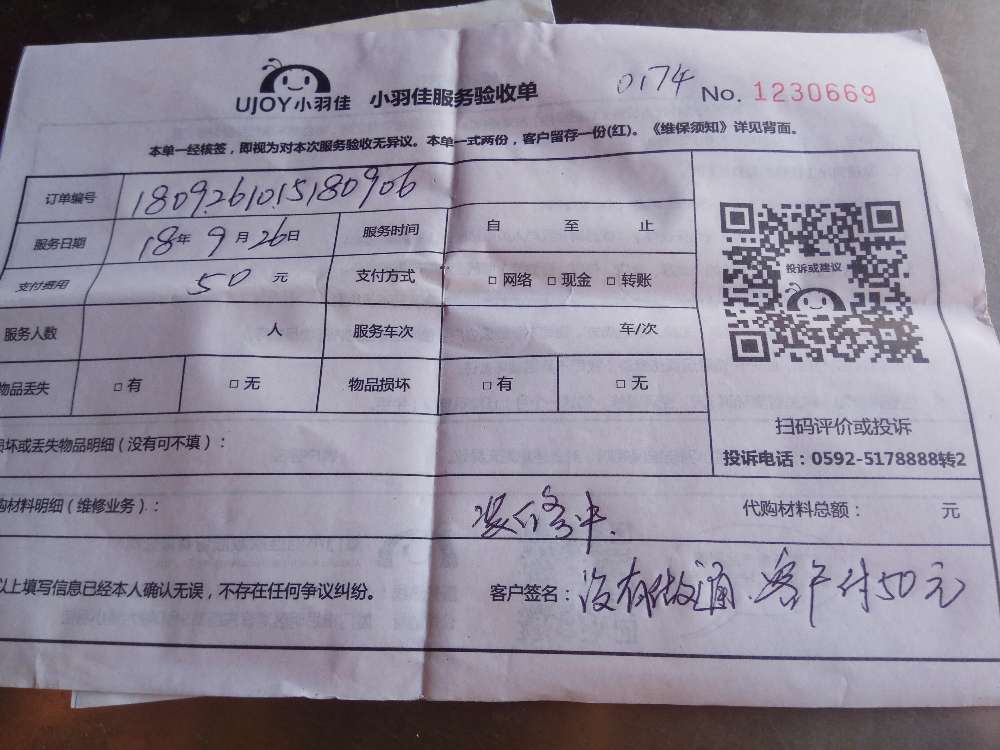 UJOY小羽佳 小羽佳服务验收单 0174 No. 1230669
本单一经核签，即视为对本次服务验收无异议。本单一式两份，客户留存一份(红)。《维保须知》详见背面。
订单编号 1809261015180906
服务日期 18年9月26日 服务时间 自 至 止
支付费用 50 元 支付方式 □ 网络 □ 现金 □ 转账
服务人数 人 服务车次 车/次
物品丢失 □ 有 □ 无 物品损坏 □ 有 □ 无
投诉或建议
扫码评价或投诉
投诉电话：0592-5178888转2
损坏或丢失物品明细（没有可不填）：
购材料明细（维修业务）： 装修中. 代购材料总额： 元
以上填写信息已经本人确认无误，不存在任何争议纠纷。 客户签名： 没有做通.客户付50元